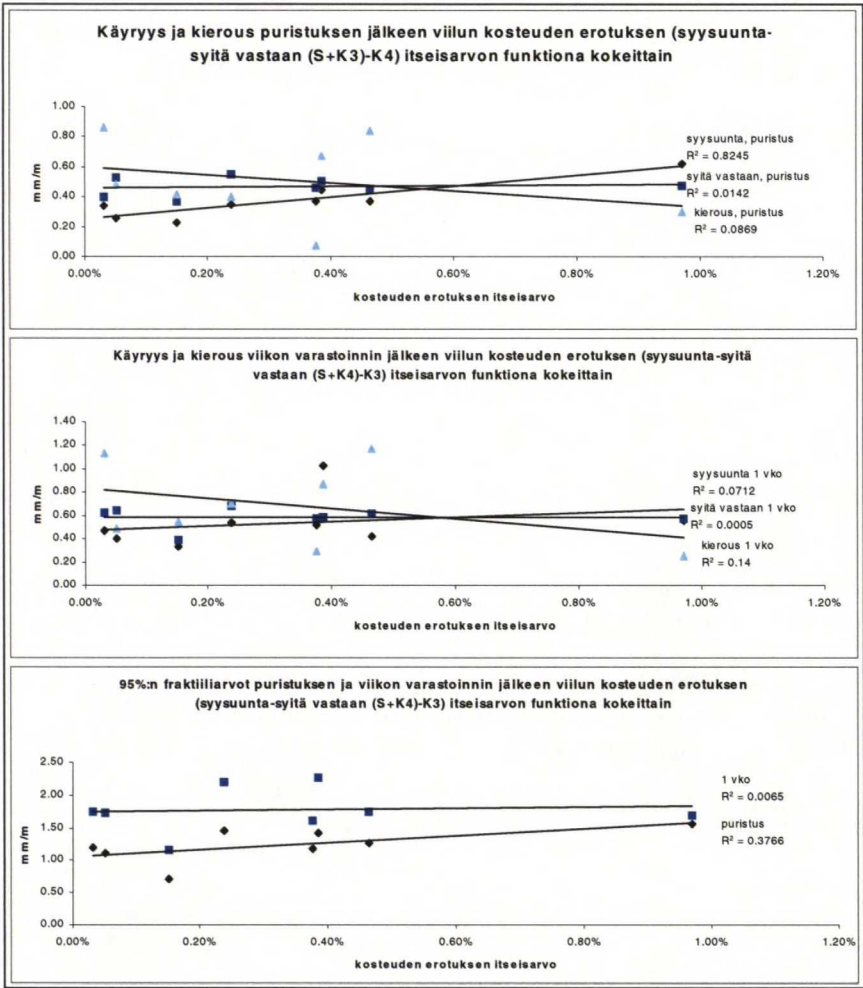 Käyryys ja kierous puristuksen jälkeen viilun kosteuden erotuksen (syysuunta-
syitä vastaan (S+K3)-K4) itseisarvon funktiona kokeittain
1.00
0.80
0.60
0.40
0.20
0.00
mm/m
0.00%
0.20%
0.40%
0.60%
0.80%
1.00%
1.20%
kosteuden erotuksen itseisarvo
syysuunta, puristus
R² = 0.8245
syitä vastaan, puristus
R² = 0.0142
kierous, puristus
R² = 0.0869
Käyryys ja kierous viikon varastoinnin jälkeen viilun kosteuden erotuksen (syysuunta-syitä
vastaan (S+K4)-K3) itseisarvon funktiona kokeittain
1.40
1.20
1.00
0.80
0.60
0.40
0.20
0.00
mm/m
0.00%
0.20%
0.40%
0.60%
0.80%
1.00%
1.20%
kosteuden erotuksen itseisarvo
syysuunta 1 vko
R² = 0.0712
syitä vastaan 1 vko
R² = 0.0005
kierous 1 vko
R² = 0.14
95%:n fraktiiliarvot puristuksen ja viikon varastoinnin jälkeen viilun kosteuden erotuksen
(syysuunta-syitä vastaan (S+K4)-K3) itseisarvon funktiona kokeittain
2.50
2.00
1.50
1.00
0.50
0.00
mm/m
0.00%
0.20%
0.40%
0.60%
0.80%
1.00%
1.20%
kosteuden erotuksen itseisarvo
1 vko
R² = 0.0065
puristus
R² = 0.3766